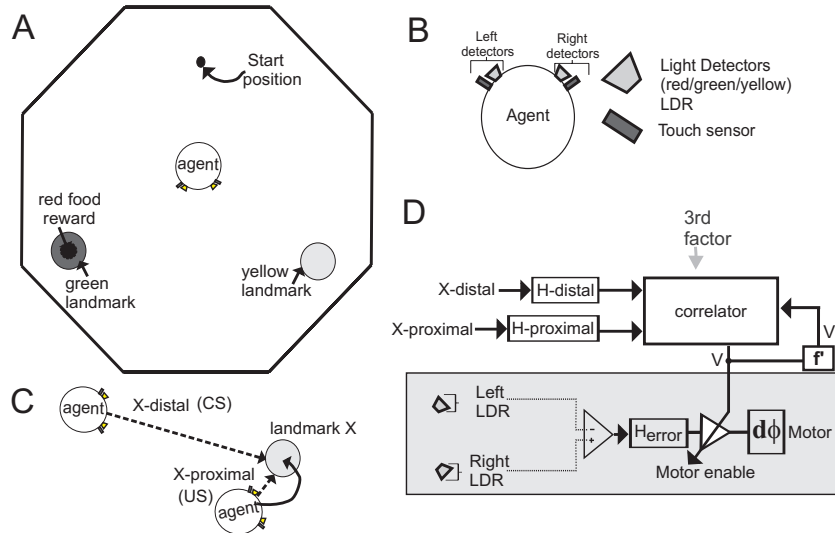 A
Start
position
agent
red food
reward
green
landmark
yellow
landmark
B
Left
detectors
Right
detectors
Agent
Light Detectors
(red/green/yellow)
LDR
Touch sensor
C
agent
X-distal (CS)
landmark X
X-proximal
(US)
agent
D
3rd
factor
X-distal
H-distal
correlator
X-proximal
H-proximal
V
V'
f'
Left
LDR
-
+
Right
LDR
Herror
dϕ
Motor
Motor enable